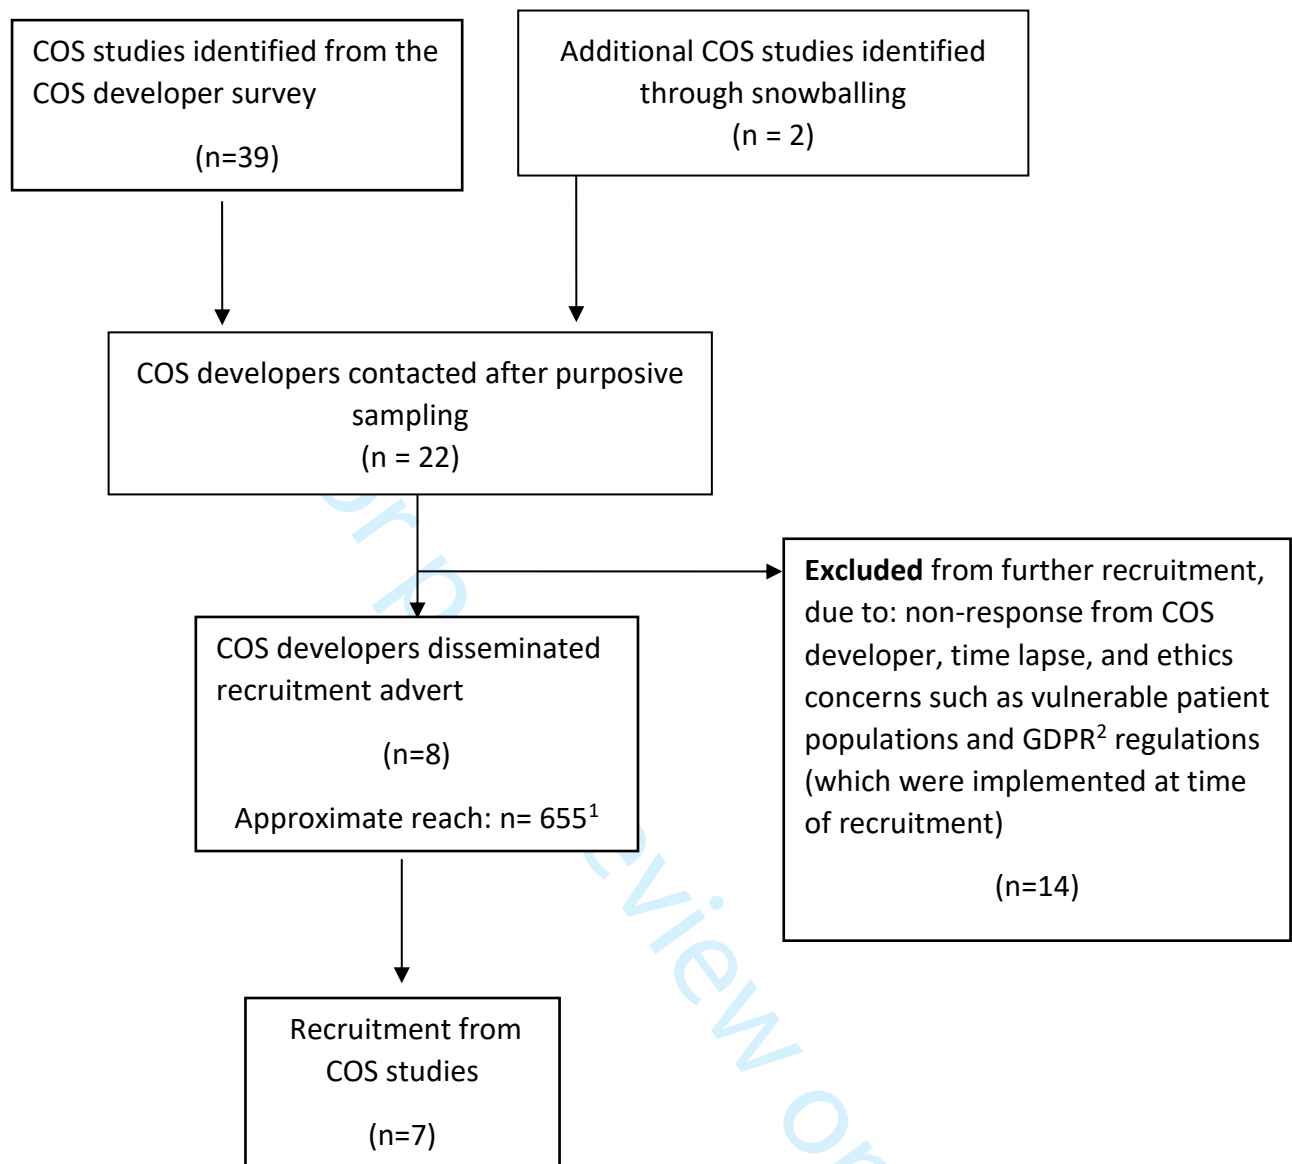 COS studies identified from the
COS developer survey
(n=39)
Additional COS studies identified
through snowballing
(n = 2)
COS developers contacted after purposive
sampling
(n = 22)
Excluded from further recruitment,
due to: non-response from COS
developer, time lapse, and ethics
concerns such as vulnerable patient
populations and GDPR² regulations
(which were implemented at time
of recruitment)
(n=14)
COS developers disseminated
recruitment advert
(n=8)
Approximate reach: n= 655¹
Recruitment from
COS studies
(n=7)